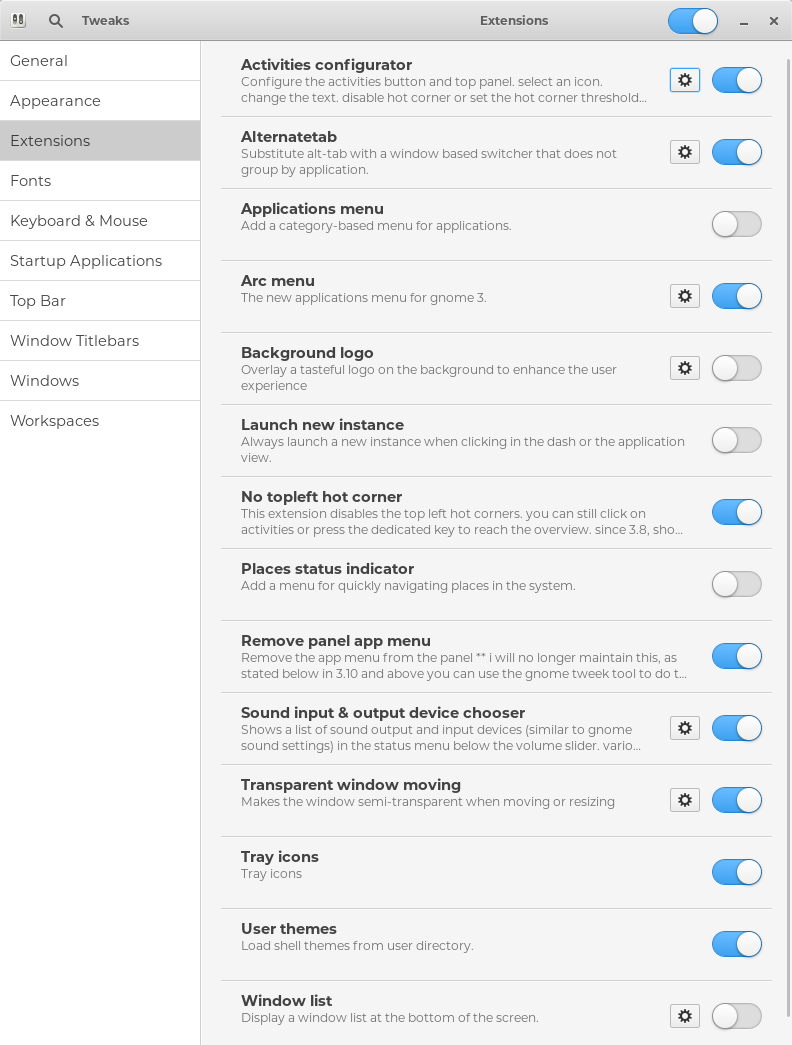 Tweaks
Extensions
General
Appearance
Extensions
Fonts
Keyboard & Mouse
Startup Applications
Top Bar
Window Titlebars
Windows
Workspaces
Activities configurator
Configure the activities button and top panel. select an icon.
change the text. disable hot corner or set the hot corner threshold...
Alternatetab
Substitute alt-tab with a window based switcher that does not
group by application.
Applications menu
Add a category-based menu for applications.
Arc menu
The new applications menu for gnome 3.
Background logo
Overlay a tasteful logo on the background to enhance the user
experience
Launch new instance
Always launch a new instance when clicking in the dash or the application
view.
No topleft hot corner
This extension disables the top left hot corners. you can still click on
activities or press the dedicated key to reach the overview. since 3.8, sho...
Places status indicator
Add a menu for quickly navigating places in the system.
Remove panel app menu
Remove the app menu from the panel ** i will no longer maintain this, as
stated below in 3.10 and above you can use the gnome tweek tool to do t...
Sound input & output device chooser
Shows a list of sound output and input devices (similar to gnome
sound settings) in the status menu below the volume slider. vario...
Transparent window moving
Makes the window semi-transparent when moving or resizing
Tray icons
Tray icons
User themes
Load shell themes from user directory.
Window list
Display a window list at the bottom of the screen.